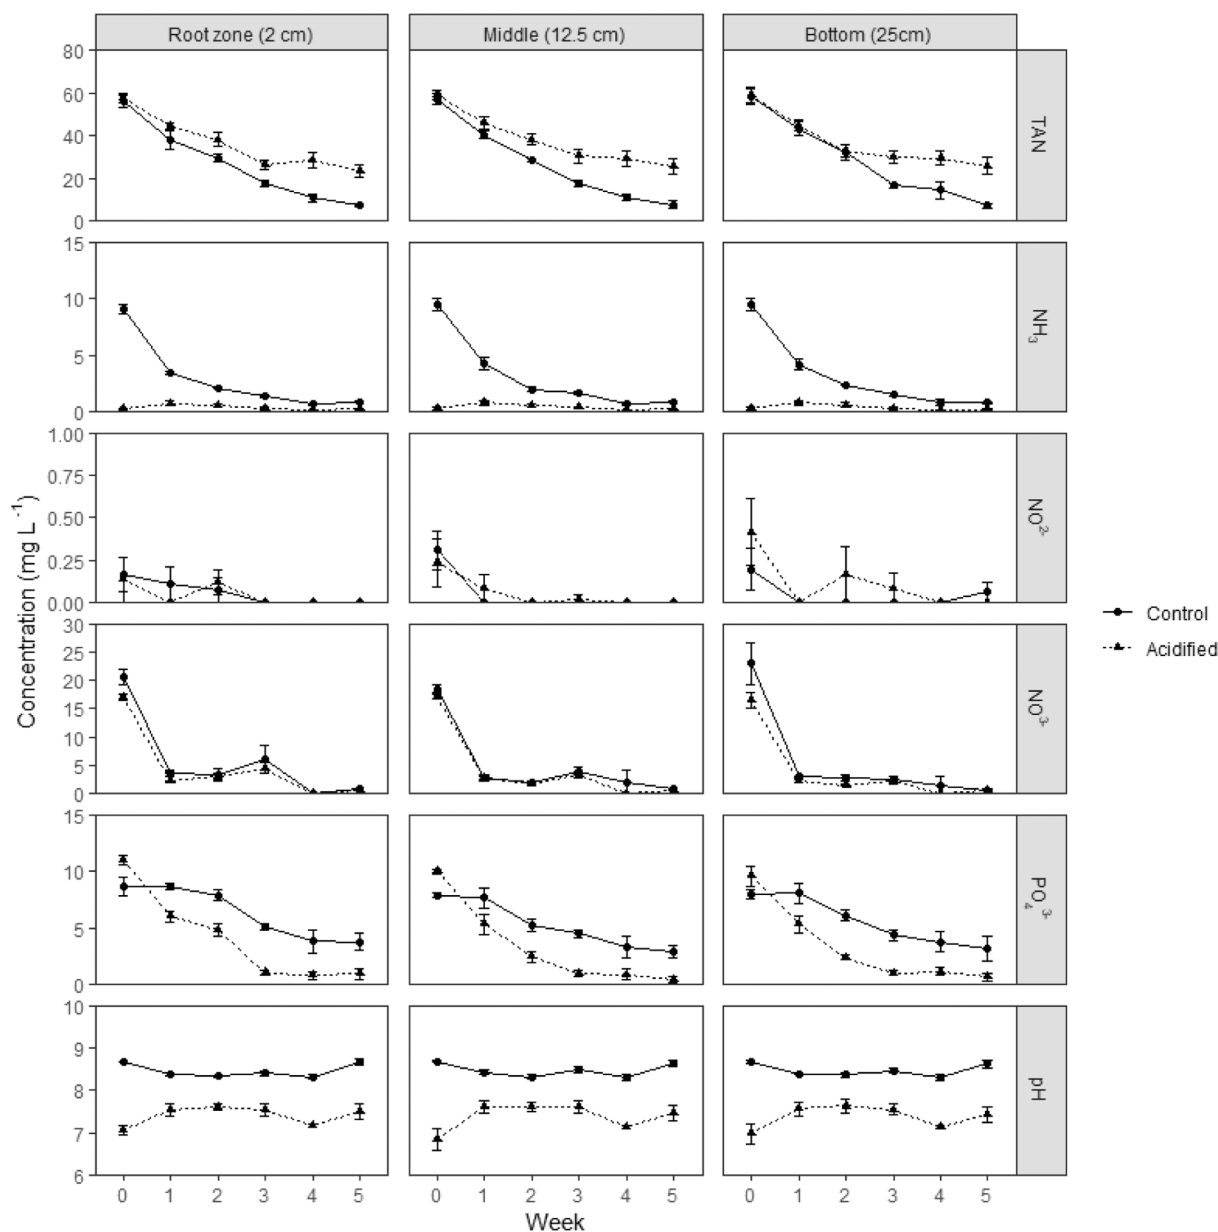 Root zone (2 cm) Middle (12.5 cm) Bottom (25cm)
80
60
40
20
0
TAN
15
10
5
0
NH₃
1.00
0.75
0.50
0.25
0.00
NO²⁻
30
25
20
15
10
5
0
NO³⁻
15
10
5
0
PO₄³⁻
10
9
8
7
6
pH
0 1 2 3 4 5 0 1 2 3 4 5 0 1 2 3 4 5
Week
Concentration (mg L⁻¹)
Control
Acidified